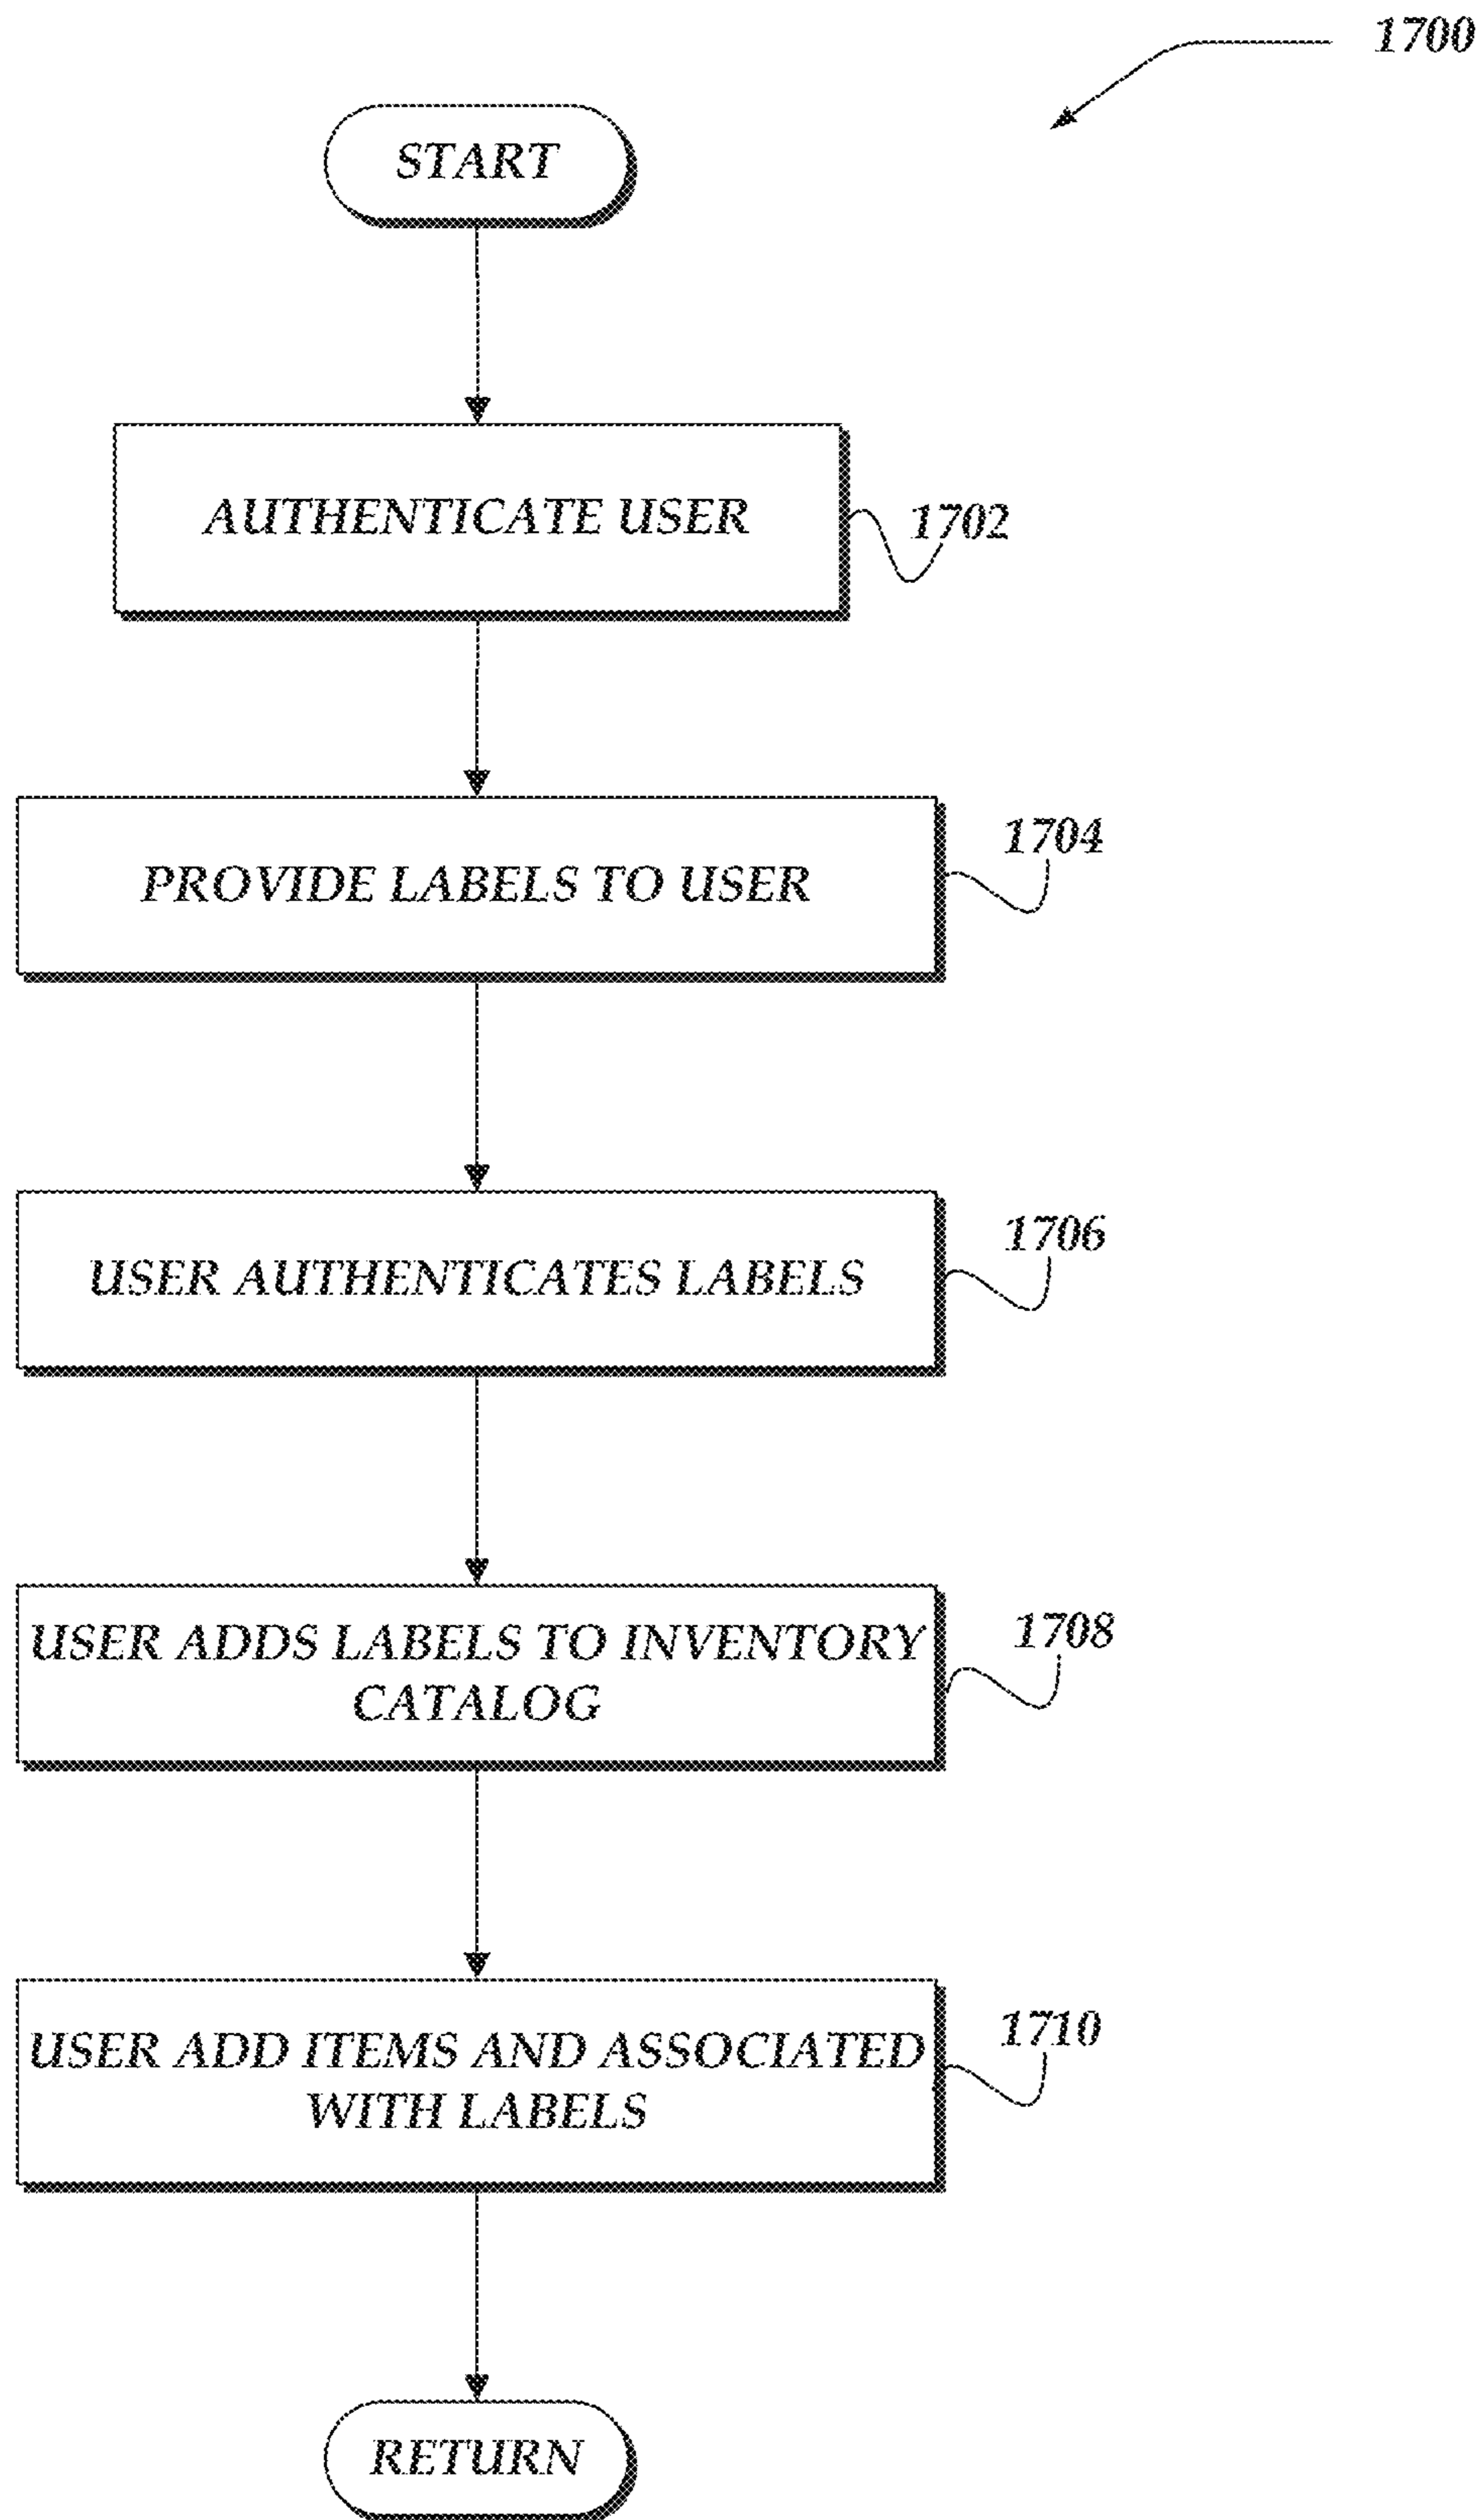 1700
START
AUTHENTICATE USER
1702
PROVIDE LABELS TO USER
1704
USER AUTHENTICATES LABELS
1706
USER ADDS LABELS TO INVENTORY
CATALOG
1708
USER ADD ITEMS AND ASSOCIATED
WITH LABELS
1710
RETURN